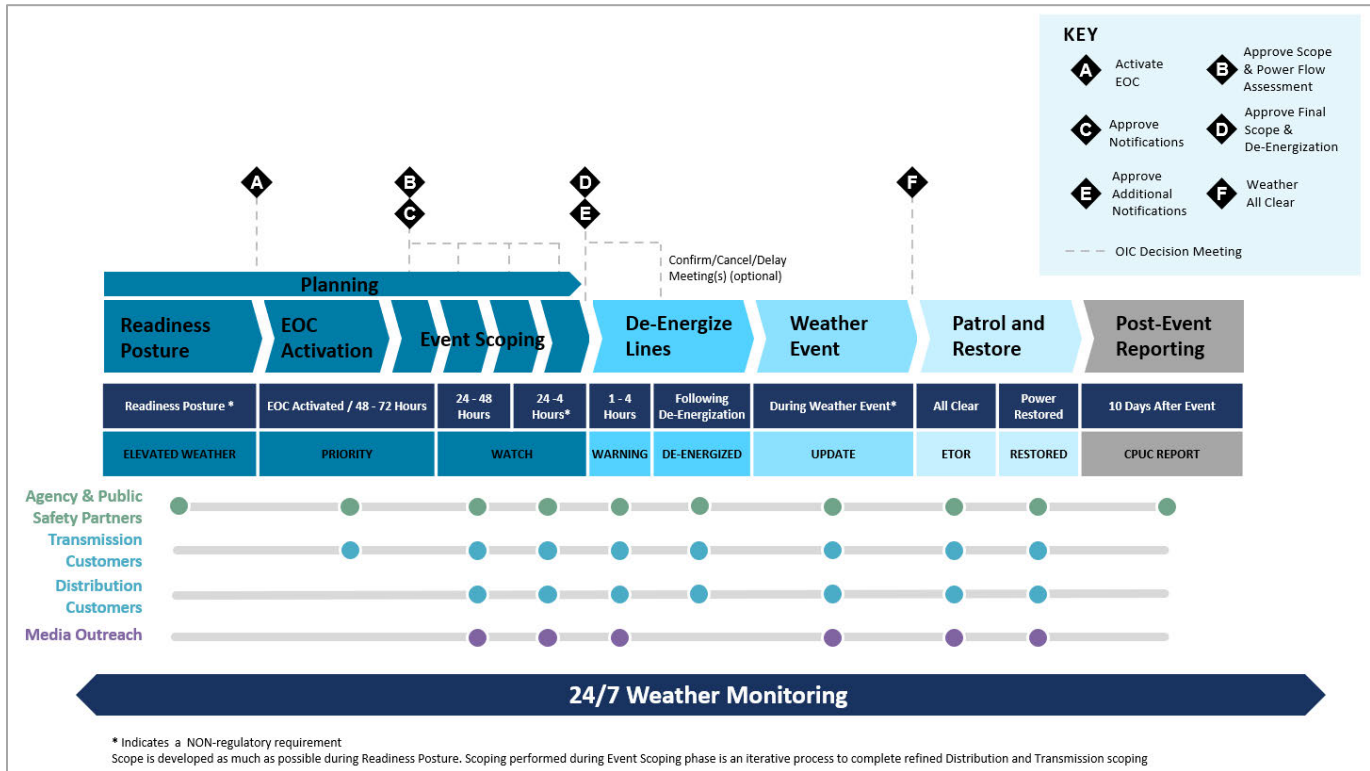 KEY
A
Activate
EOC
B
Approve Scope
& Power Flow
Assessment
C
Approve
Notifications
D
Approve Final
Scope &
De-Energization
E
Approve
Additional
Notifications
F
Weather
All Clear
OIC Decision Meeting
A
B
C
D
E
F
Confirm/Cancel/Delay
Meeting(s) (optional)
Planning
Readiness
Posture
EOC
Activation
Event Scoping
De-Energize
Lines
Weather
Event
Patrol and
Restore
Post-Event
Reporting
Readiness Posture *
EOC Activated / 48 - 72 Hours
24 - 48
Hours
24 -4
Hours*
1 - 4
Hours
Following
De-Energization
During Weather Event*
All Clear
Power
Restored
10 Days After Event
ELEVATED WEATHER
PRIORITY
WATCH
WARNING
DE-ENERGIZED
UPDATE
ETOR
RESTORED
CPUC REPORT
Agency & Public
Safety Partners
Transmission
Customers
Distribution
Customers
Media Outreach
24/7 Weather Monitoring
* Indicates a NON-regulatory requirement
Scope is developed as much as possible during Readiness Posture. Scoping performed during Event Scoping phase is an iterative process to complete refined Distribution and Transmission scoping